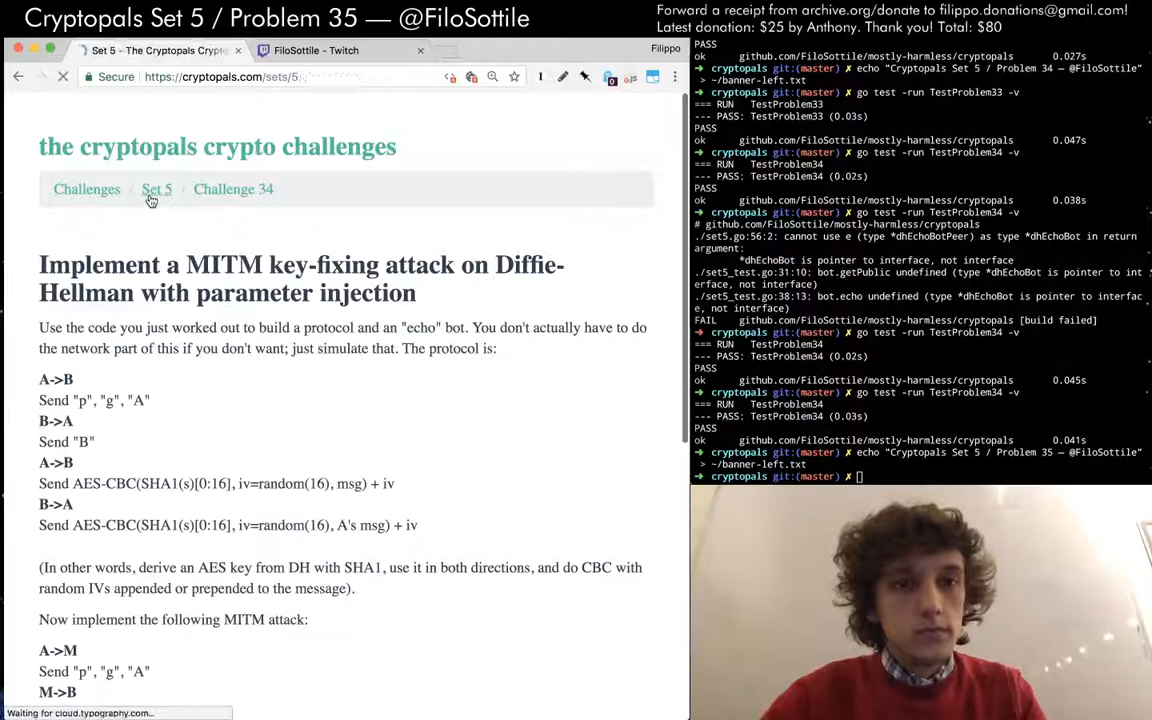 Cryptopals Set 5 / Problem 35 — @FiloSottile
Forward a receipt from archive.org/donate to filippo.donations@gmail.com!
Latest donation: $25 by Anthony. Thank you! Total: $80
Set 5 - The Cryptopals Crypto
FiloSottile - Twitch
Filippo
Secure
https://cryptopals.com/sets/5/
the cryptopals crypto challenges
Challenges / Set 5 / Challenge 34
Implement a MITM key-fixing attack on Diffie-
Hellman with parameter injection
Use the code you just worked out to build a protocol and an "echo" bot. You don't actually have to do
the network part of this if you don't want; just simulate that. The protocol is:
A->B
Send "p", "g", "A"
B->A
Send "B"
A->B
Send AES-CBC(SHA1(s)[0:16], iv=random(16), msg) + iv
B->A
Send AES-CBC(SHA1(s)[0:16], iv=random(16), A's msg) + iv
(In other words, derive an AES key from DH with SHA1, use it in both directions, and do CBC with
random IVs appended or prepended to the message).
Now implement the following MITM attack:
A->M
Send "p", "g", "A"
M->B
Waiting for cloud.typography.com...
PASS
ok github.com/FiloSottile/mostly-harmless/cryptopals 0.027s
➜ cryptopals git:(master) ✗ echo "Cryptopals Set 5 / Problem 34 — @FiloSottile"
> ~/banner-left.txt
➜ cryptopals git:(master) ✗ go test -run TestProblem33 -v
=== RUN TestProblem33
--- PASS: TestProblem33 (0.03s)
PASS
ok github.com/FiloSottile/mostly-harmless/cryptopals 0.047s
➜ cryptopals git:(master) ✗ go test -run TestProblem34 -v
=== RUN TestProblem34
--- PASS: TestProblem34 (0.02s)
PASS
ok github.com/FiloSottile/mostly-harmless/cryptopals 0.038s
➜ cryptopals git:(master) ✗ go test -run TestProblem34 -v
# github.com/FiloSottile/mostly-harmless/cryptopals
./set5.go:56:2: cannot use e (type *dhEchoBotPeer) as type *dhEchoBot in return
argument:
*dhEchoBot is pointer to interface, not interface
./set5_test.go:31:10: bot.getPublic undefined (type *dhEchoBot is pointer to int
erface, not interface)
./set5_test.go:38:13: bot.echo undefined (type *dhEchoBot is pointer to interfac
e, not interface)
FAIL github.com/FiloSottile/mostly-harmless/cryptopals [build failed]
➜ cryptopals git:(master) ✗ go test -run TestProblem34 -v
=== RUN TestProblem34
--- PASS: TestProblem34 (0.02s)
PASS
ok github.com/FiloSottile/mostly-harmless/cryptopals 0.045s
➜ cryptopals git:(master) ✗ go test -run TestProblem34 -v
=== RUN TestProblem34
--- PASS: TestProblem34 (0.03s)
PASS
ok github.com/FiloSottile/mostly-harmless/cryptopals 0.041s
➜ cryptopals git:(master) ✗ echo "Cryptopals Set 5 / Problem 35 — @FiloSottile"
> ~/banner-left.txt
➜ cryptopals git:(master) ✗